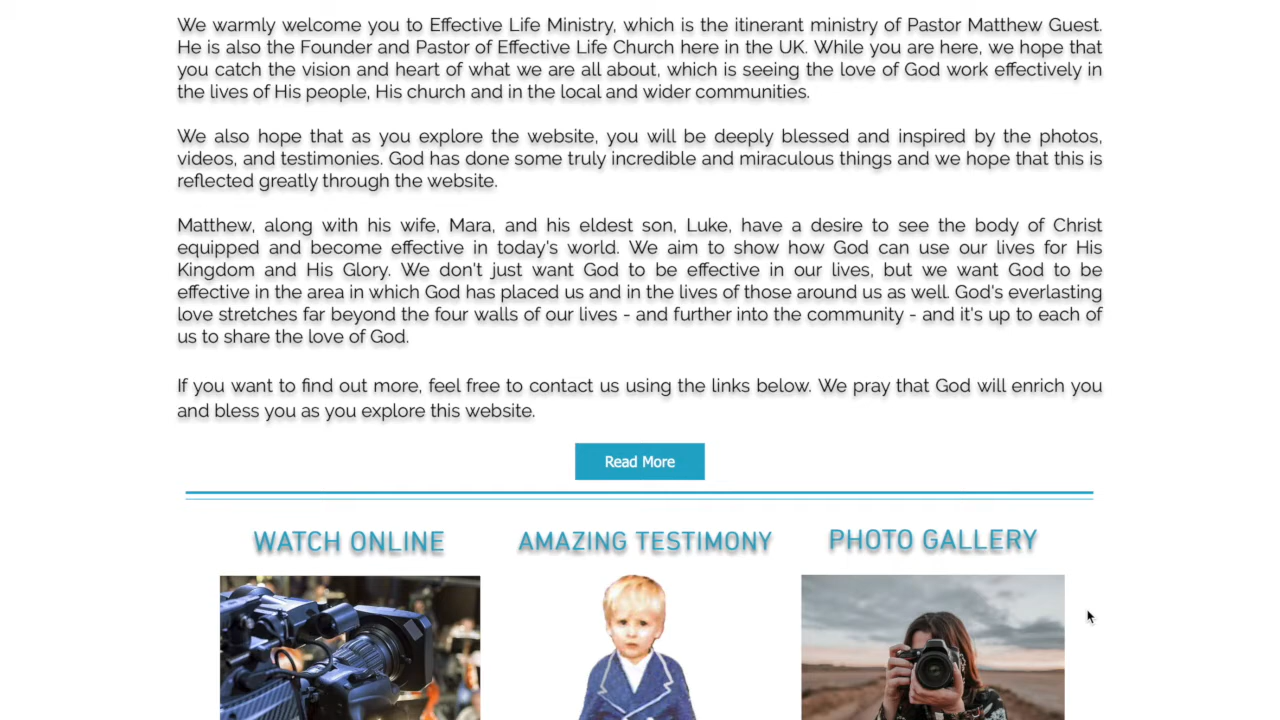 We warmly welcome you to Effective Life Ministry, which is the itinerant ministry of Pastor Matthew Guest.
He is also the Founder and Pastor of Effective Life Church here in the UK. While you are here, we hope that
you catch the vision and heart of what we are all about, which is seeing the love of God work effectively in
the lives of His people, His church and in the local and wider communities.
We also hope that as you explore the website, you will be deeply blessed and inspired by the photos,
videos, and testimonies. God has done some truly incredible and miraculous things and we hope that this is
reflected greatly through the website.
Matthew, along with his wife, Mara, and his eldest son, Luke, have a desire to see the body of Christ
equipped and become effective in today's world. We aim to show how God can use our lives for His
Kingdom and His Glory. We don't just want God to be effective in our lives, but we want God to be
effective in the area in which God has placed us and in the lives of those around us as well. God's everlasting
love stretches far beyond the four walls of our lives - and further into the community - and it's up to each of
us to share the love of God.
If you want to find out more, feel free to contact us using the links below. We pray that God will enrich you
and bless you as you explore this website.
Read More
WATCH ONLINE
AMAZING TESTIMONY
PHOTO GALLERY